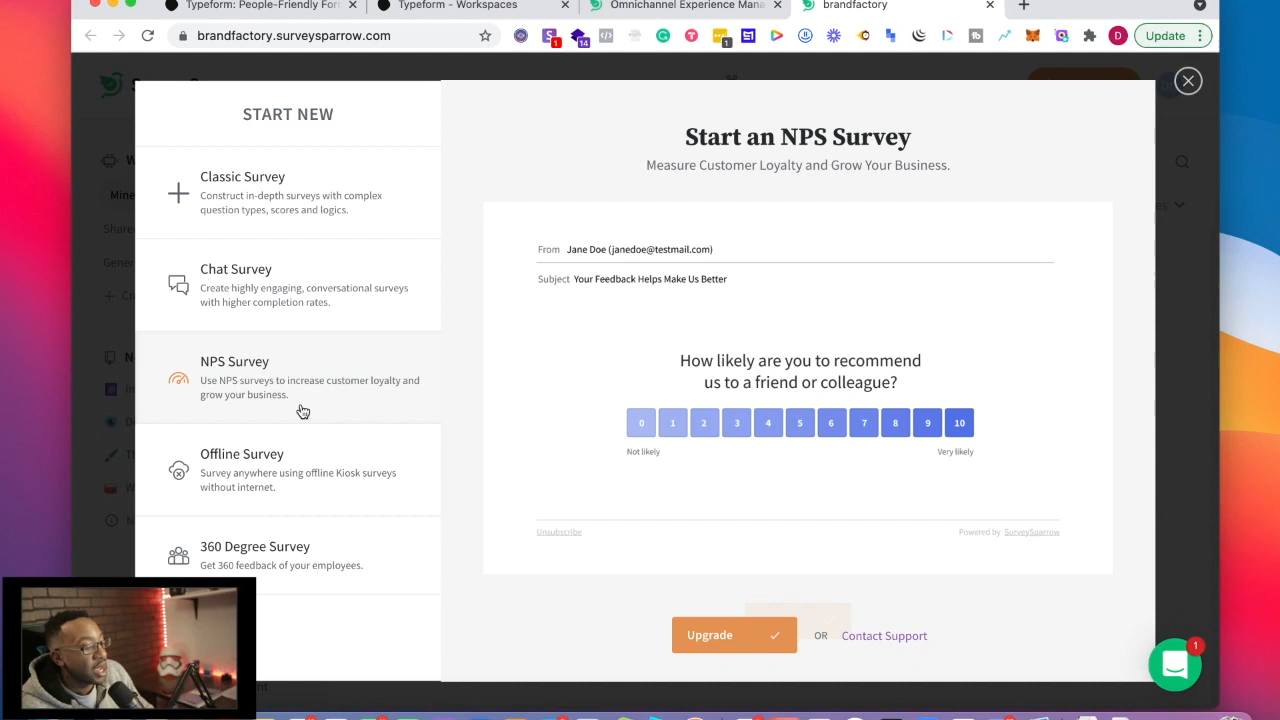 Typeform: People-Friendly For
Typeform - Workspaces
Omnichannel Experience Mana
brandfactory
brandfactory.surveysparrow.com
1
14
1
D
Update
START NEW
Classic Survey
Construct in-depth surveys with complex
question types, scores and logics.
Chat Survey
Create highly engaging, conversational surveys
with higher completion rates.
NPS Survey
Use NPS surveys to increase customer loyalty and
grow your business.
Offline Survey
Survey anywhere using offline Kiosk surveys
without internet.
360 Degree Survey
Get 360 feedback of your employees.
Start an NPS Survey
Measure Customer Loyalty and Grow Your Business.
From Jane Doe (janedoe@testmail.com)
Subject Your Feedback Helps Make Us Better
How likely are you to recommend
us to a friend or colleague?
0 1 2 3 4 5 6 7 8 9 10
Not likely Very likely
Unsubscribe Powered by SurveySparrow
Upgrade OR Contact Support
1